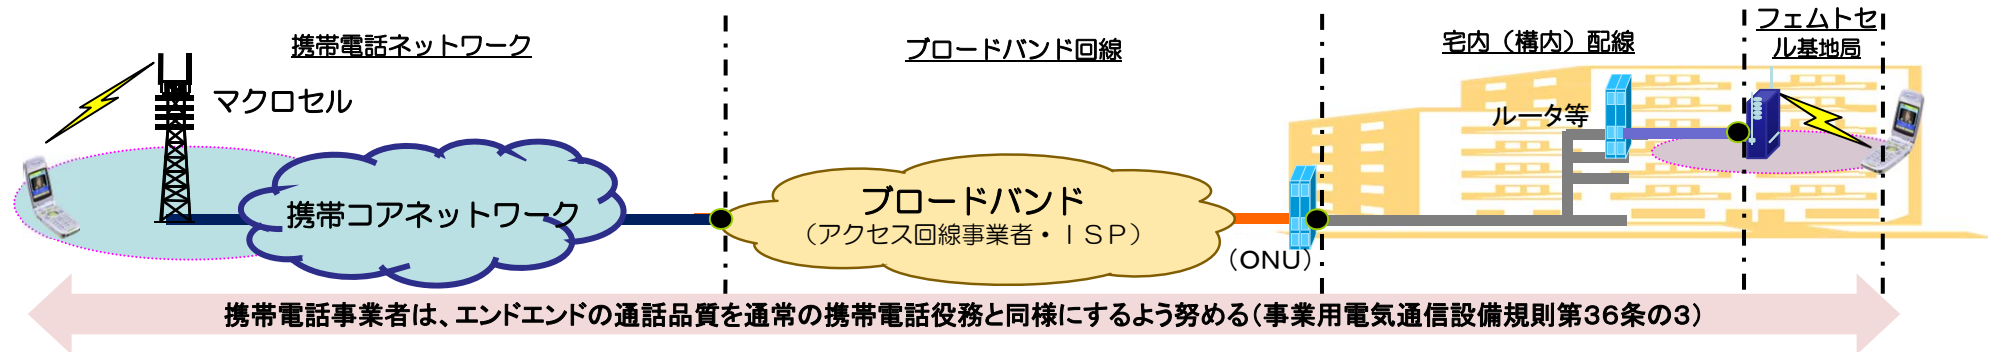 携帯電話ネットワーク
ブロードバンド回線
宅内（構内）配線
フェムトセ
ル基地局
マクロセル
ルータ等
携帯コアネットワーク
ブロードバンド
（アクセス回線事業者・ＩＳＰ）
（ONU）
携帯電話事業者は、エンドエンドの通話品質を通常の携帯電話役務と同様にするよう努める（事業用電気通信設備規則第３６条の３）